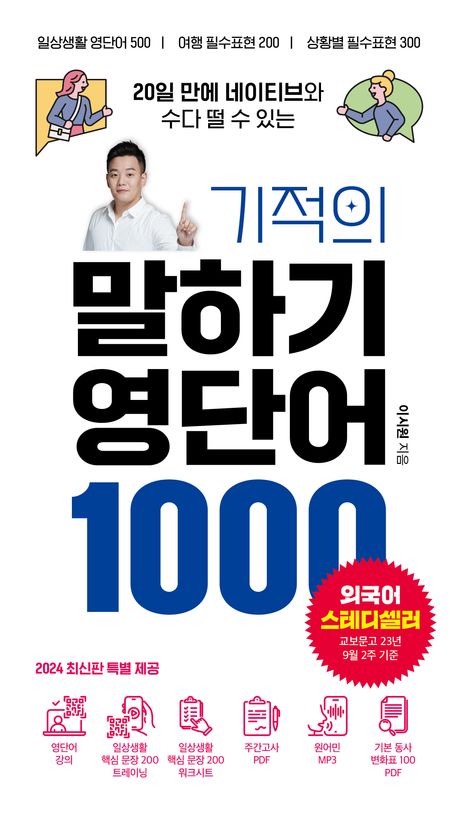 일상생활 영단어 500 | 여행 필수표현 200 | 상황별 필수표현 300
20일 만에 네이티브와
수다 떨 수 있는
기적의
말하기
영단어
이시원 지음
1000
외국어
스테디셀러
교보문고 23년
9월 2주 기준
2024 최신판 특별 제공
영단어
강의
일상생활
핵심 문장 200
트레이닝
일상생활
핵심 문장 200
워크시트
주간고사
PDF
원어민
MP3
기본 동사
변화표 100
PDF